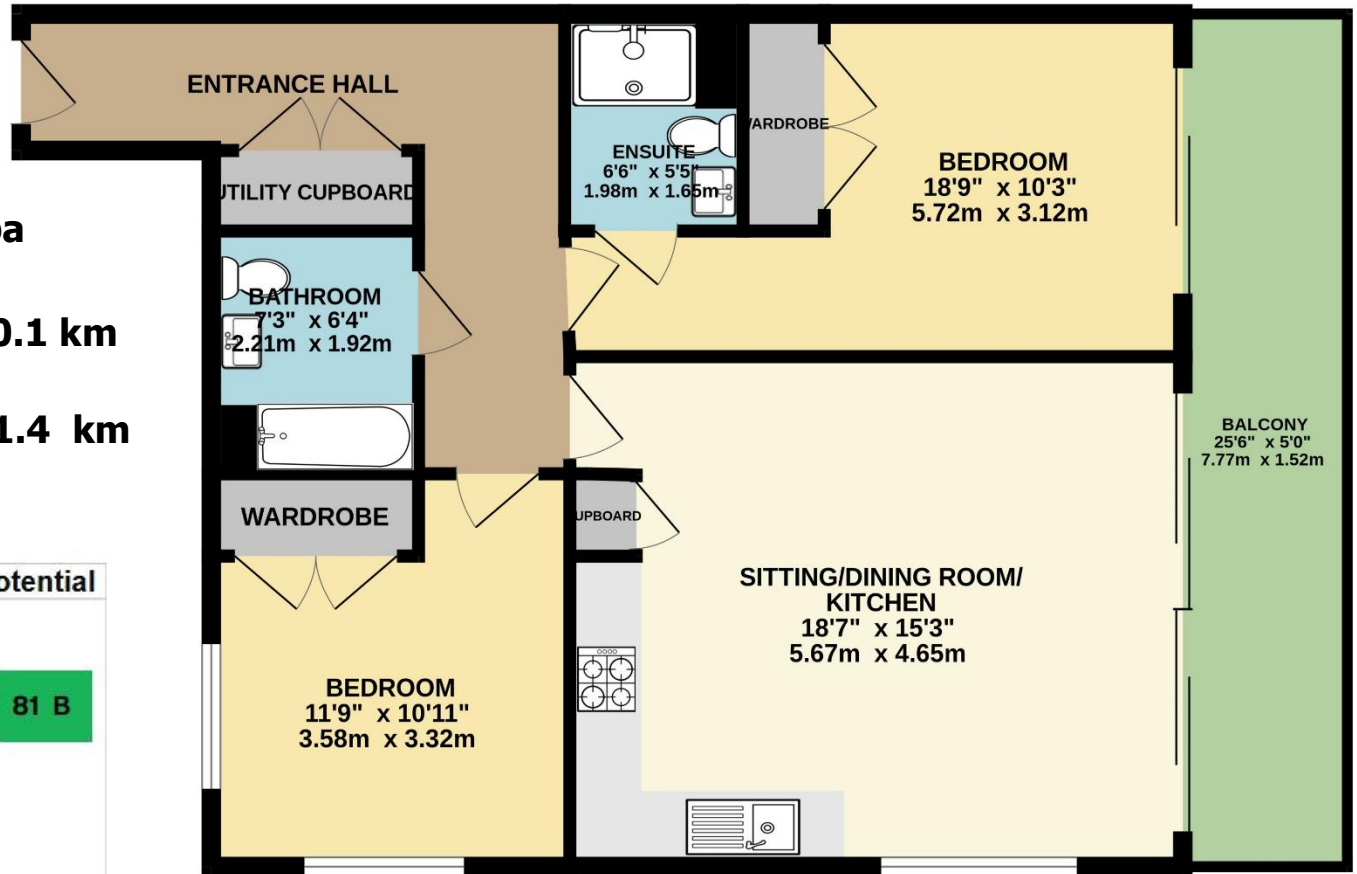 ENTRANCE HALL
UTILITY CUPBOARD
ENSUITE
6'6" x 5'5"
1.98m x 1.65m
WARDROBE
BEDROOM
18'9" x 10'3"
5.72m x 3.12m
pa
0.1 km
1.4 km
BATHROOM
7'3" x 6'4"
2.21m x 1.92m
BALCONY
25'6" x 5'0"
7.77m x 1.52m
WARDROBE
UPBOARD
SITTING/DINING ROOM/
KITCHEN
18'7" x 15'3"
5.67m x 4.65m
otential
81 B
BEDROOM
11'9" x 10'11"
3.58m x 3.32m